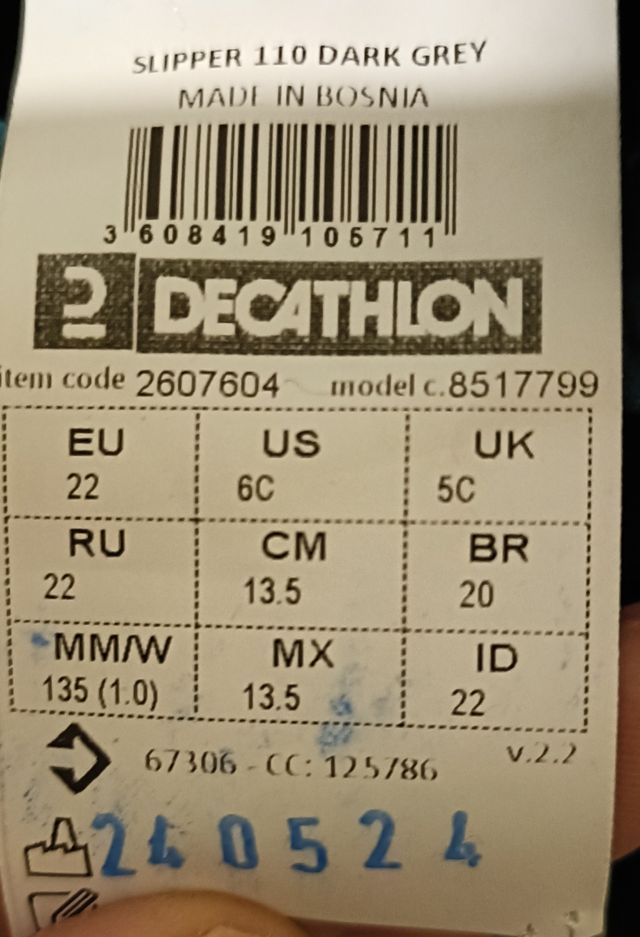 SLIPPER 110 DARK GREY
MADE IN BOSNIA
3 608419 105711
DECATHLON
item code 2607604 model c.8517799
EU US UK
22 6C 5C
RU CM BR
22 13.5 20
MM/W MX ID
135 (1.0) 13.5 22
67306 - CC: 125786 v.2.2
240524